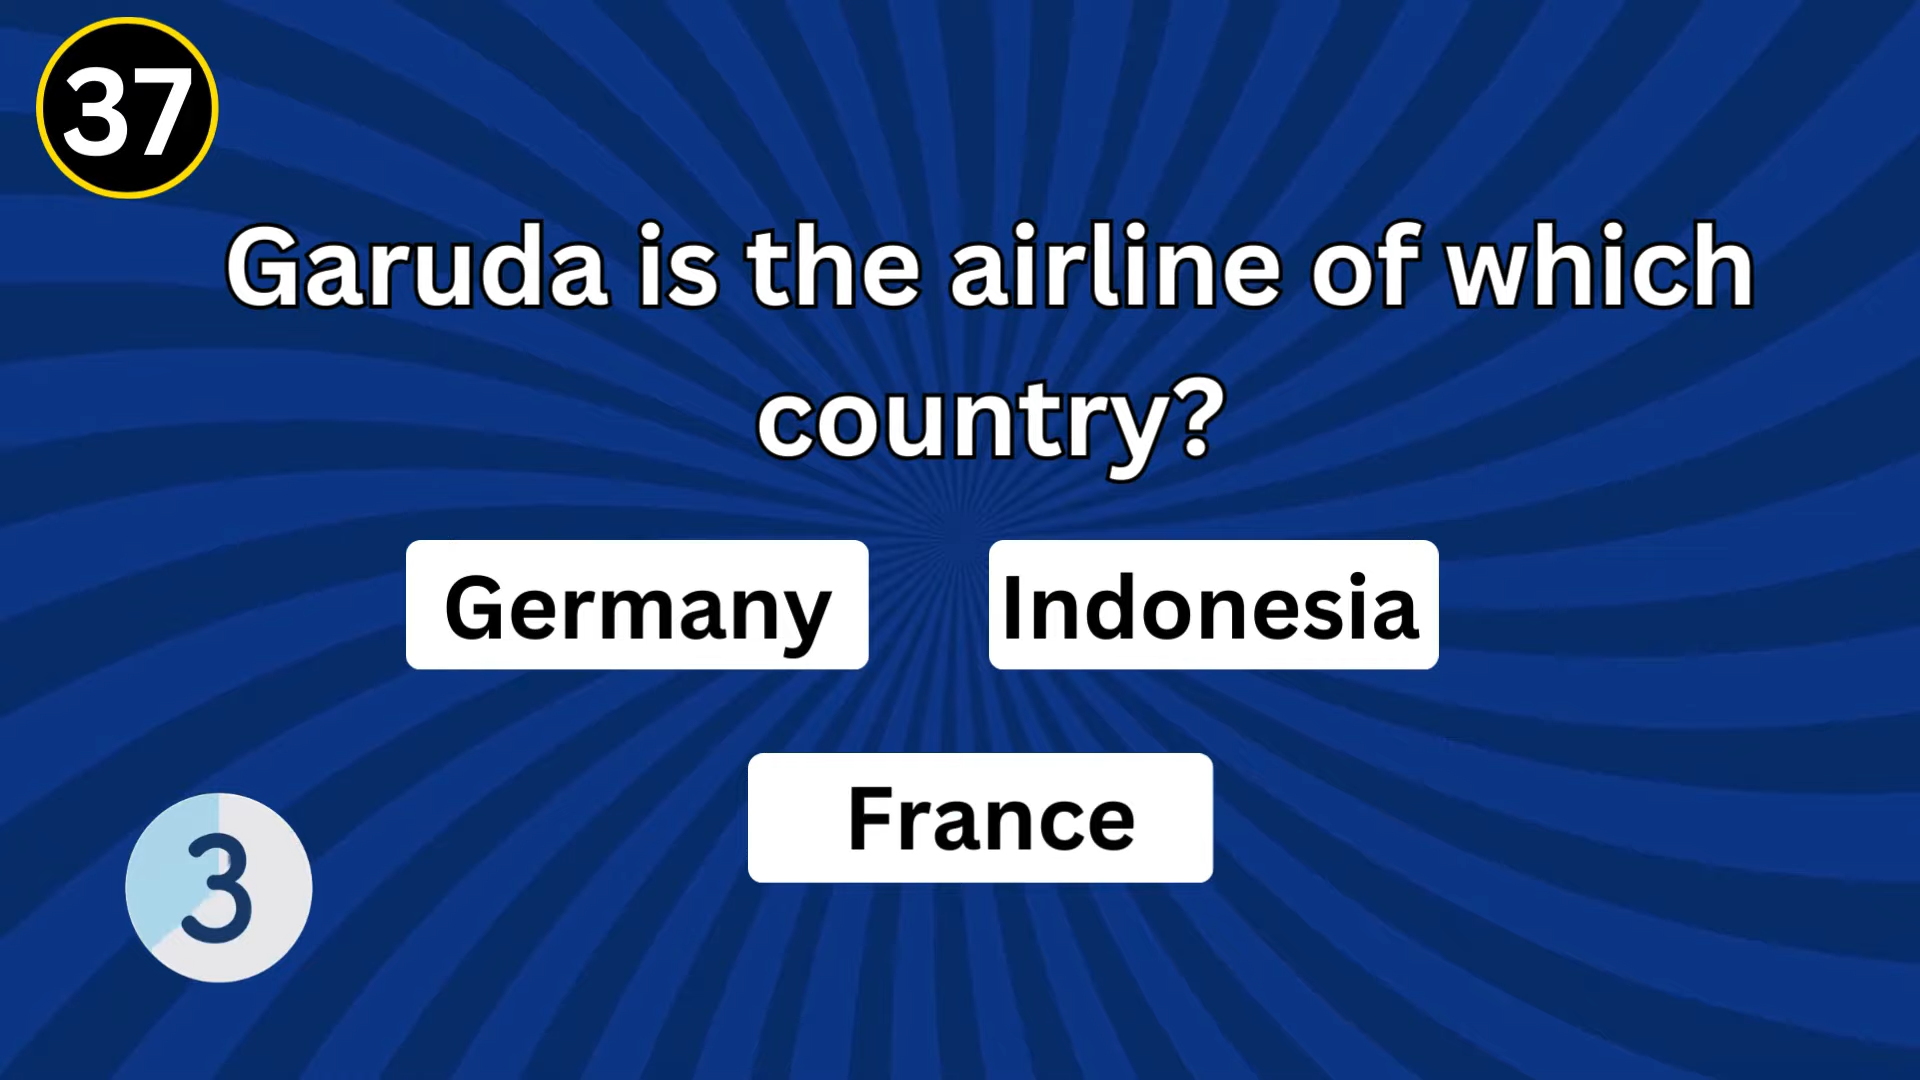 37
Garuda is the airline of which
country?
Germany
Indonesia
France
3